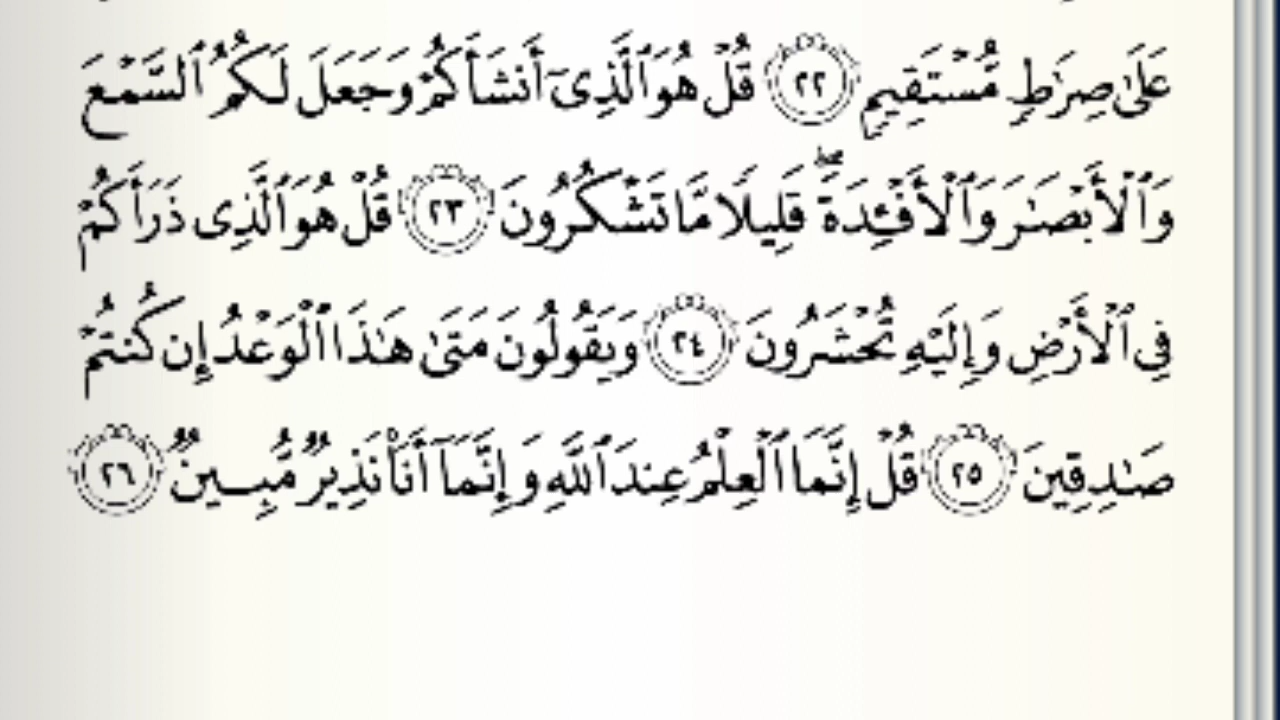 عَلَىٰ صِرَٰطٍ مُّسْتَقِيمٍ ٢٢ قُلْ هُوَ ٱلَّذِىٓ أَنشَأَكُمْ وَجَعَلَ لَكُمُ ٱلسَّمْعَ
وَٱلْأَبْصَٰرَ وَٱلْأَفْـِٔدَةَ ۖ قَلِيلًا مَّا تَشْكُرُونَ ٢٣ قُلْ هُوَ ٱلَّذِى ذَرَأَكُمْ
فِى ٱلْأَرْضِ وَإِلَيْهِ تُحْشَرُونَ ٢٤ وَيَقُولُونَ مَتَىٰ هَٰذَا ٱلْوَعْدُ إِن كُنتُمْ
صَٰدِقِينَ ٢٥ قُلْ إِنَّمَا ٱلْعِلْمُ عِندَ ٱللَّهِ وَإِنَّمَآ أَنَا۠ نَذِيرٌ مُّبِينٌ ٢٦